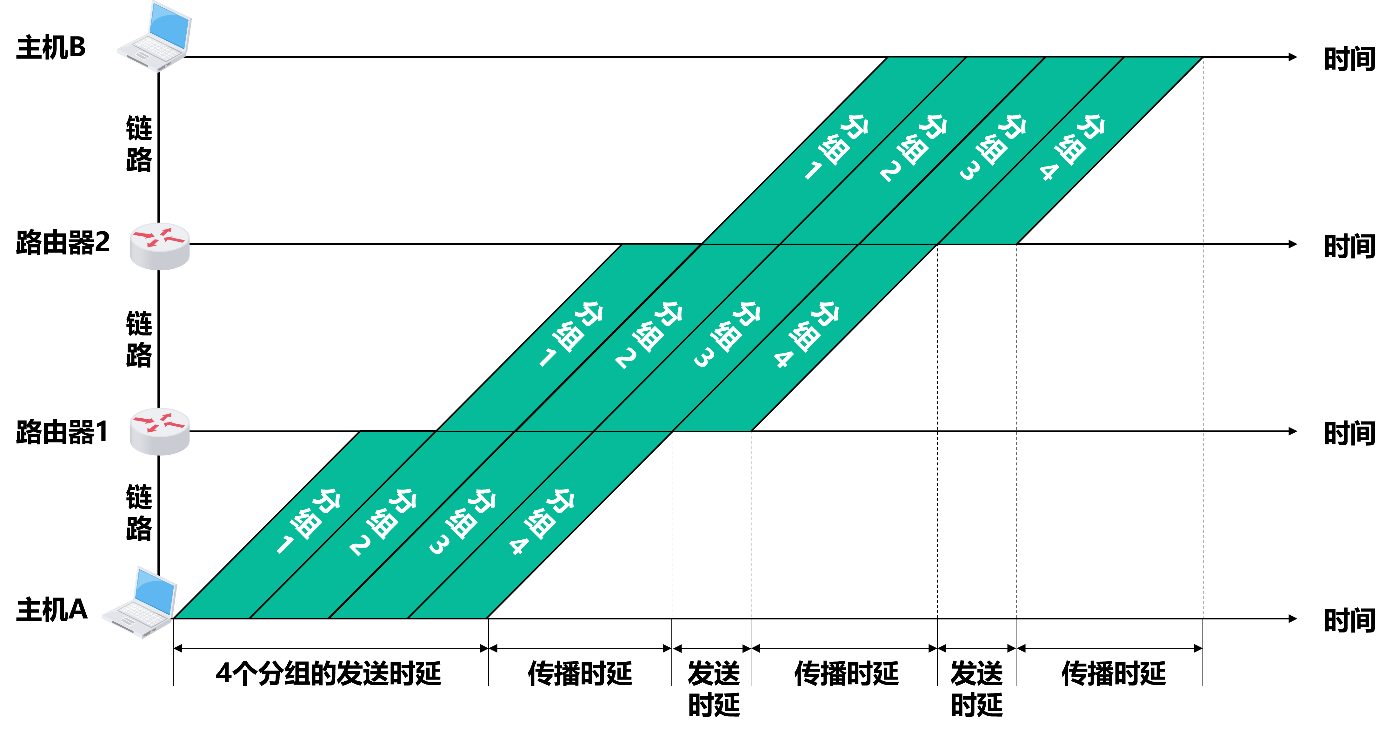 主机B
时间
链
路
分组1
分组2
分组3
分组4
路由器2
时间
链
路
分组1
分组2
分组3
分组4
路由器1
时间
链
路
分组1
分组2
分组3
分组4
主机A
时间
4个分组的发送时延
传播时延
发送
时延
传播时延
发送
时延
传播时延